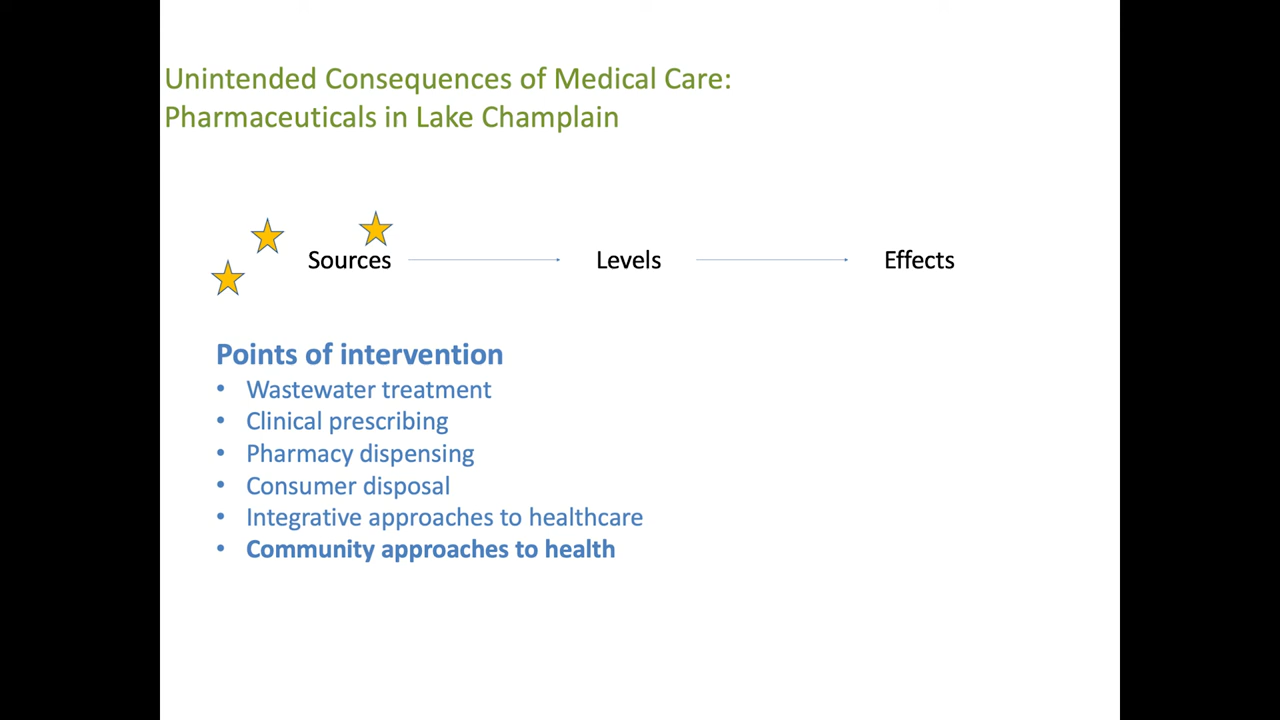 Unintended Consequences of Medical Care:
Pharmaceuticals in Lake Champlain
Sources Levels Effects
Points of intervention
• Wastewater treatment
• Clinical prescribing
• Pharmacy dispensing
• Consumer disposal
• Integrative approaches to healthcare
• Community approaches to health